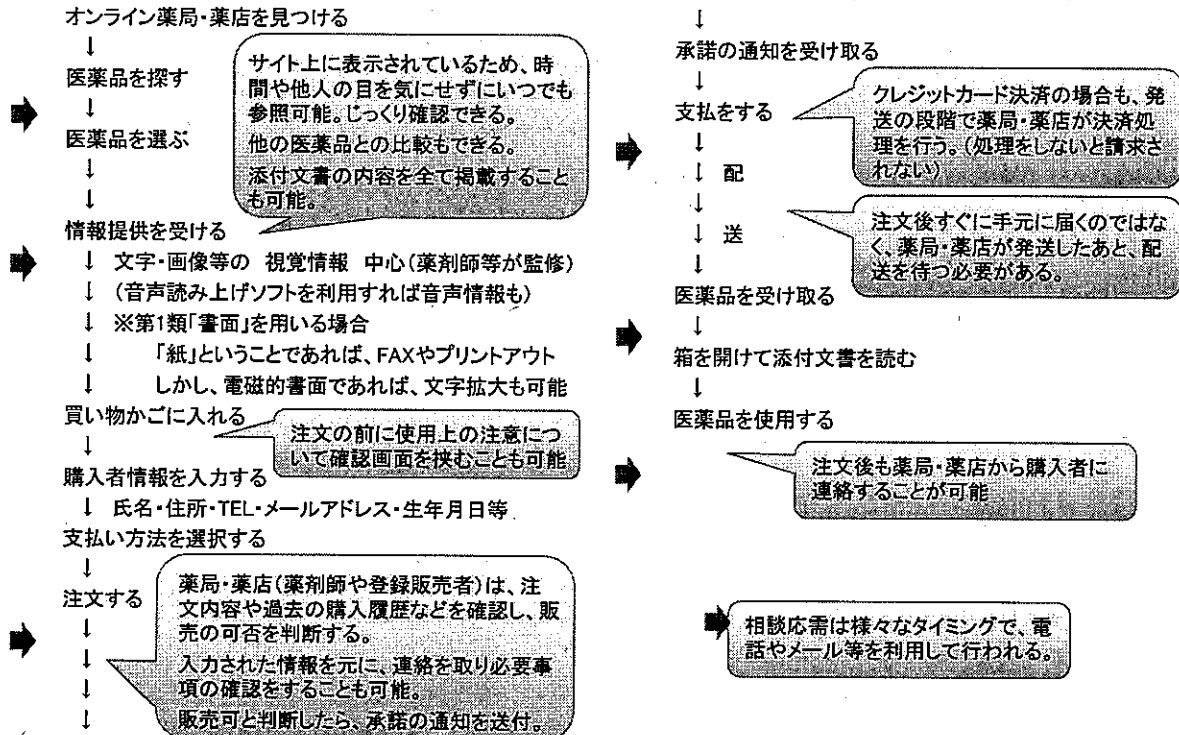 オンライン薬局・薬店を見つける
↓
医薬品を探す
↓
医薬品を選ぶ
↓
↓
サイト上に表示されているため、時
間や他人の目を気にせずにいつでも
参照可能。じっくり確認できる。
他の医薬品との比較もできる。
添付文書の内容を全て掲載すること
も可能。
情報提供を受ける
↓ 文字・画像等の 視覚情報 中心(薬剤師等が監修)
↓ (音声読み上げソフトを利用すれば音声情報も)
↓ ※第1類「書面」を用いる場合
↓ 「紙」ということであれば、FAXやプリントアウト
↓ しかし、電磁的書面であれば、文字拡大も可能
買い物かごに入れる
↓
注文の前に使用上の注意につ
いて確認画面を挟むことも可能
購入者情報を入力する
↓ 氏名・住所・TEL・メールアドレス・生年月日等
支払い方法を選択する
↓
注文する
↓
↓
↓
↓
薬局・薬店(薬剤師や登録販売者)は、注
文内容や過去の購入履歴などを確認し、販
売の可否を判断する。
入力された情報を元に、連絡を取り必要事
項の確認をすることも可能。
販売可と判断したら、承諾の通知を送付。
↓
承諾の通知を受け取る
↓
支払をする
↓
↓ 配
↓
↓ 送
↓
クレジットカード決済の場合も、発
送の段階で薬局・薬店が決済処
理を行う。(処理をしないと請求さ
れない)
注文後すぐに手元に届くのではな
く、薬局・薬店が発送したあと、配
送を待つ必要がある。
医薬品を受け取る
↓
箱を開けて添付文書を読む
↓
医薬品を使用する
注文後も薬局・薬店から購入者に
連絡することが可能
相談応需は様々なタイミングで、電
話やメール等を利用して行われる。